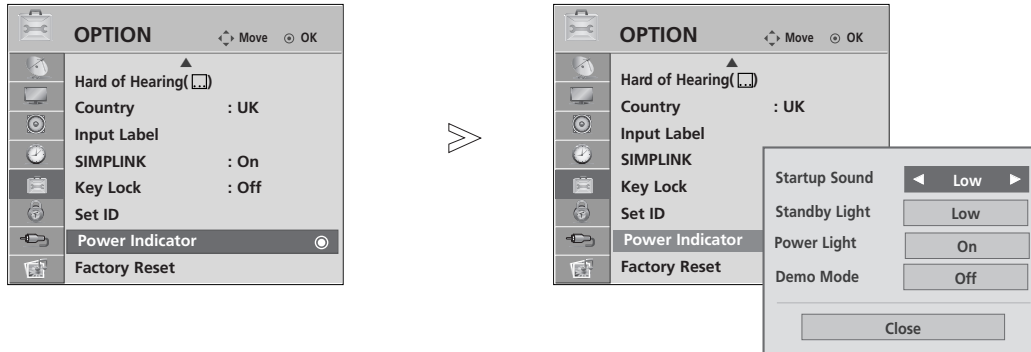 OPTION Move OK
Hard of Hearing( )
Country : UK
Input Label
SIMPLINK : On
Key Lock : Off
Set ID
Power Indicator
Factory Reset
OPTION Move OK
Hard of Hearing( )
Country : UK
Input Label
SIMPLINK
Key Lock
Set ID
Power Indicator
Factory Reset
Startup Sound ◀ Low ▶
Standby Light Low
Power Light On
Demo Mode Off
Close